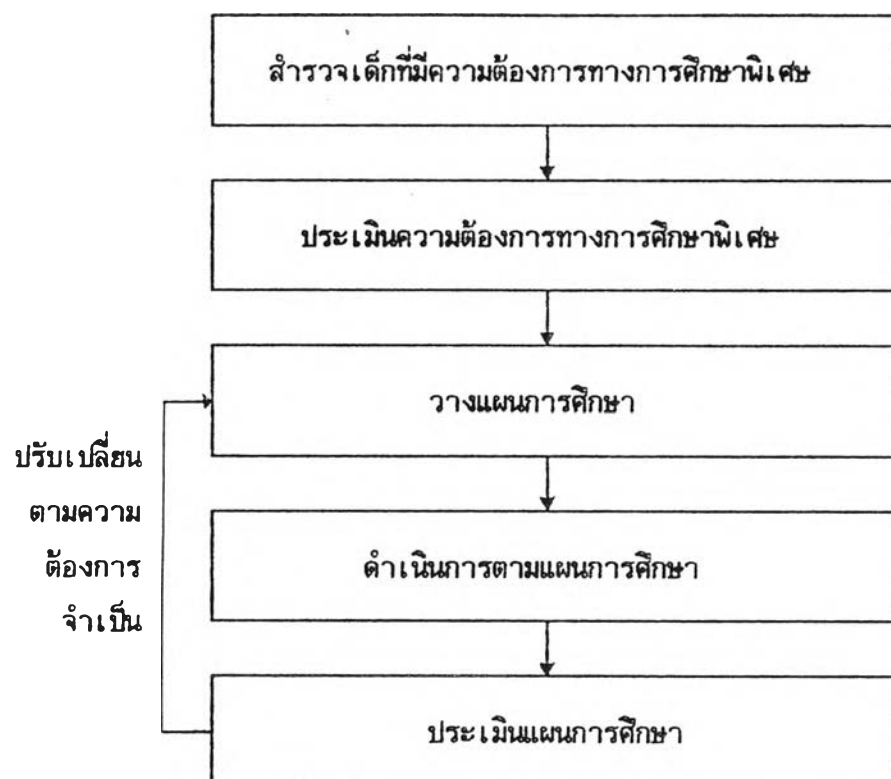 สำรวจเด็กที่มีความต้องการทางการศึกษาพิเศษ
ประเมินความต้องการทางการศึกษาพิเศษ
วางแผนการศึกษา
ปรับเปลี่ยน
ตามความ
ต้องการ
จำเป็น
ดำเนินการตามแผนการศึกษา
ประเมินแผนการศึกษา